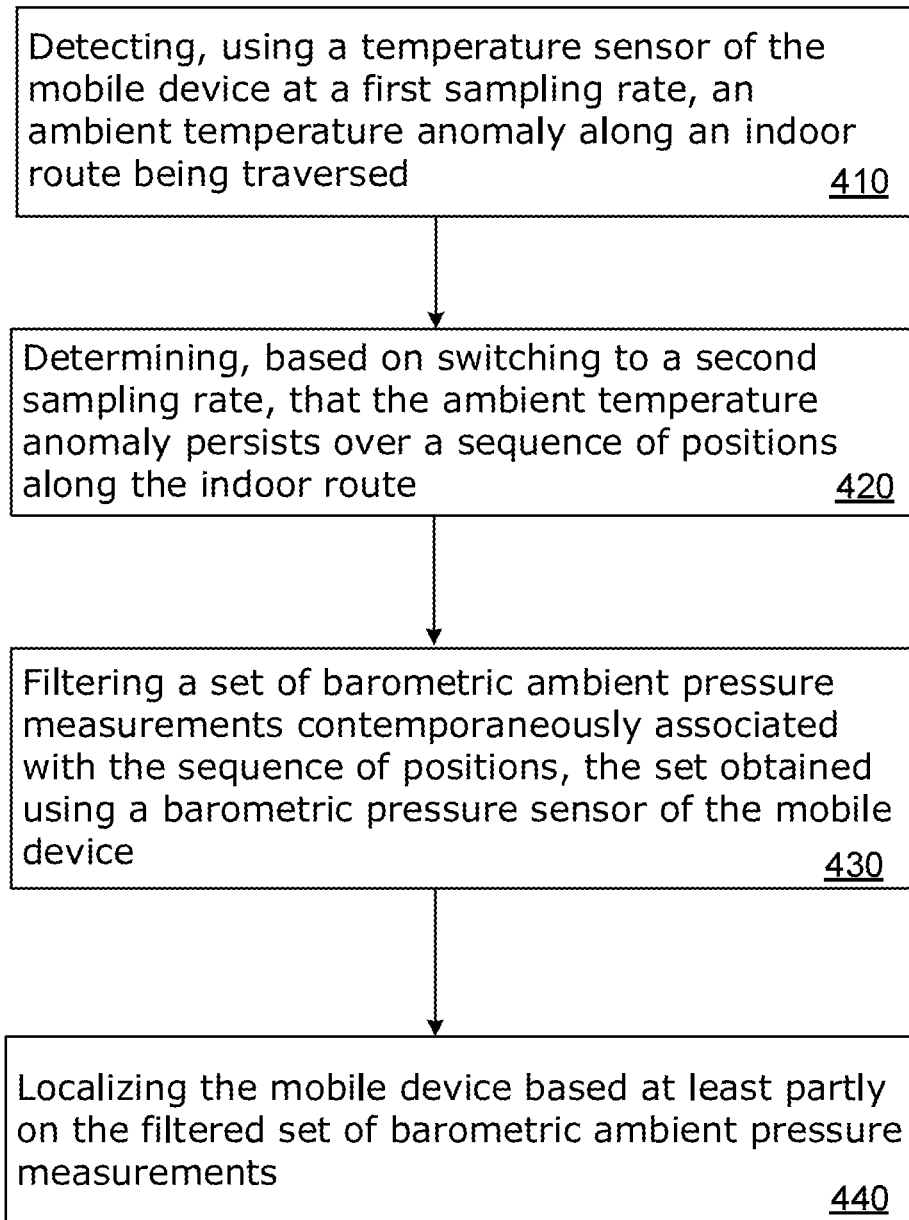 Detecting, using a temperature sensor of the
mobile device at a first sampling rate, an
ambient temperature anomaly along an indoor
route being traversed
410
Determining, based on switching to a second
sampling rate, that the ambient temperature
anomaly persists over a sequence of positions
along the indoor route
420
Filtering a set of barometric ambient pressure
measurements contemporaneously associated
with the sequence of positions, the set obtained
using a barometric pressure sensor of the mobile
device
430
Localizing the mobile device based at least partly
on the filtered set of barometric ambient pressure
measurements
440